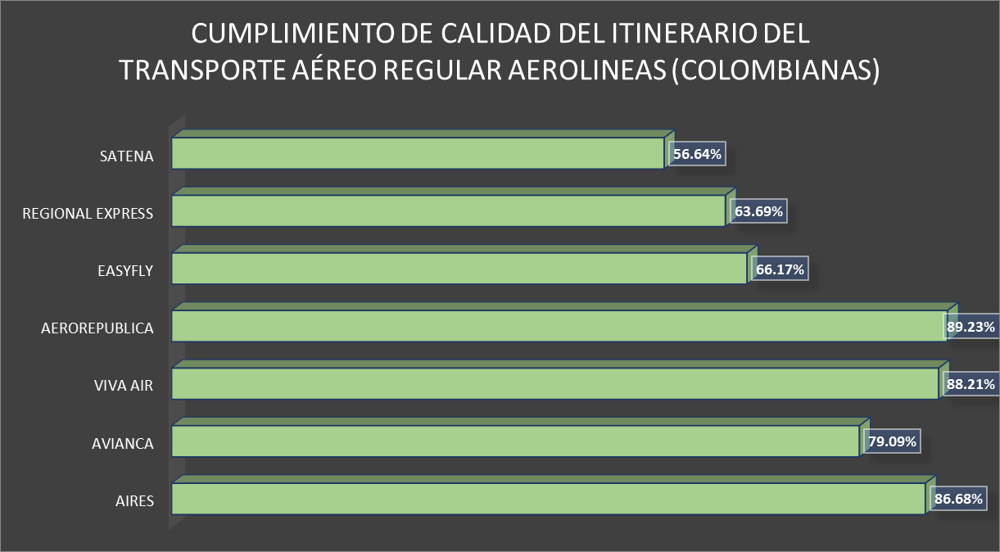 CUMPLIMIENTO DE CALIDAD DEL ITINERARIO DEL
TRANSPORTE AÉREO REGULAR AEROLINEAS (COLOMBIANAS)
SATENA 56.64%
REGIONAL EXPRESS 63.69%
EASYFLY 66.17%
AEROREPUBLICA 89.23%
VIVA AIR 88.21%
AVIANCA 79.09%
AIRES 86.68%